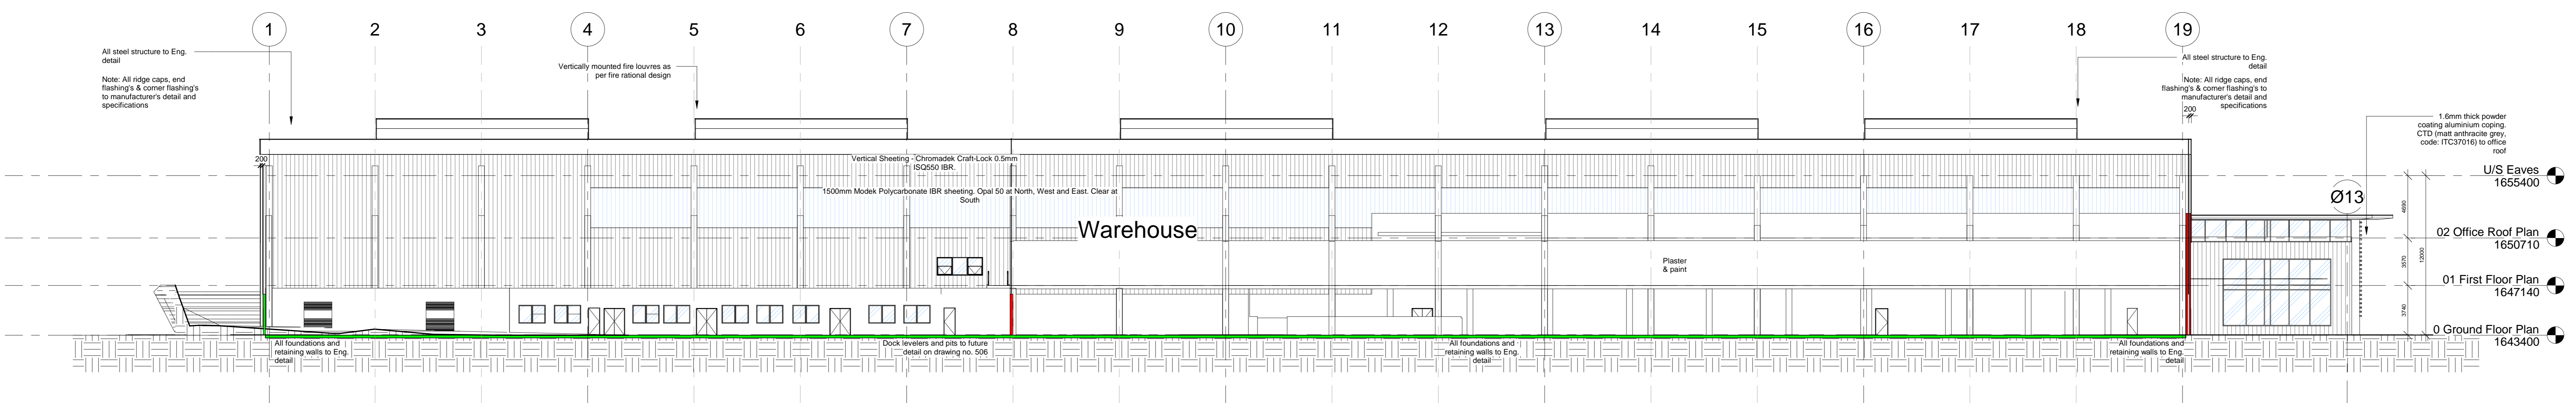 1
2
3
4
5
6
7
8
9
10
11
12
13
14
15
16
17
18
19
All steel structure to Eng.
detail
Note: All ridge caps, end
flashing's & corner flashing's
to manufacturer's detail and
specifications
Vertically mounted fire louvres as
per fire rational design
All steel structure to Eng.
detail
Note: All ridge caps, end
flashing's & corner flashing's to
manufacturer's detail and
specifications
200
1.6mm thick powder
coating aluminium coping.
CTD (matt anthracite grey,
code: ITC37016) to office
roof
200
Vertical Sheeting - Chromadek Craft-Lock 0.5mm
ISQ550 IBR.
1500mm Modek Polycarbonate IBR sheeting. Opal 50 at North, West and East. Clear at
South
Warehouse
Plaster
& paint
Ø13
U/S Eaves
1655400
4690
02 Office Roof Plan
1650710
3570
12000
01 First Floor Plan
1647140
3740
0 Ground Floor Plan
1643400
All foundations and
retaining walls to Eng.
detail
Dock levelers and pits to future
detail on drawing no. 506
All foundations and
retaining walls to Eng.
detail
All foundations and
retaining walls to Eng.
detail